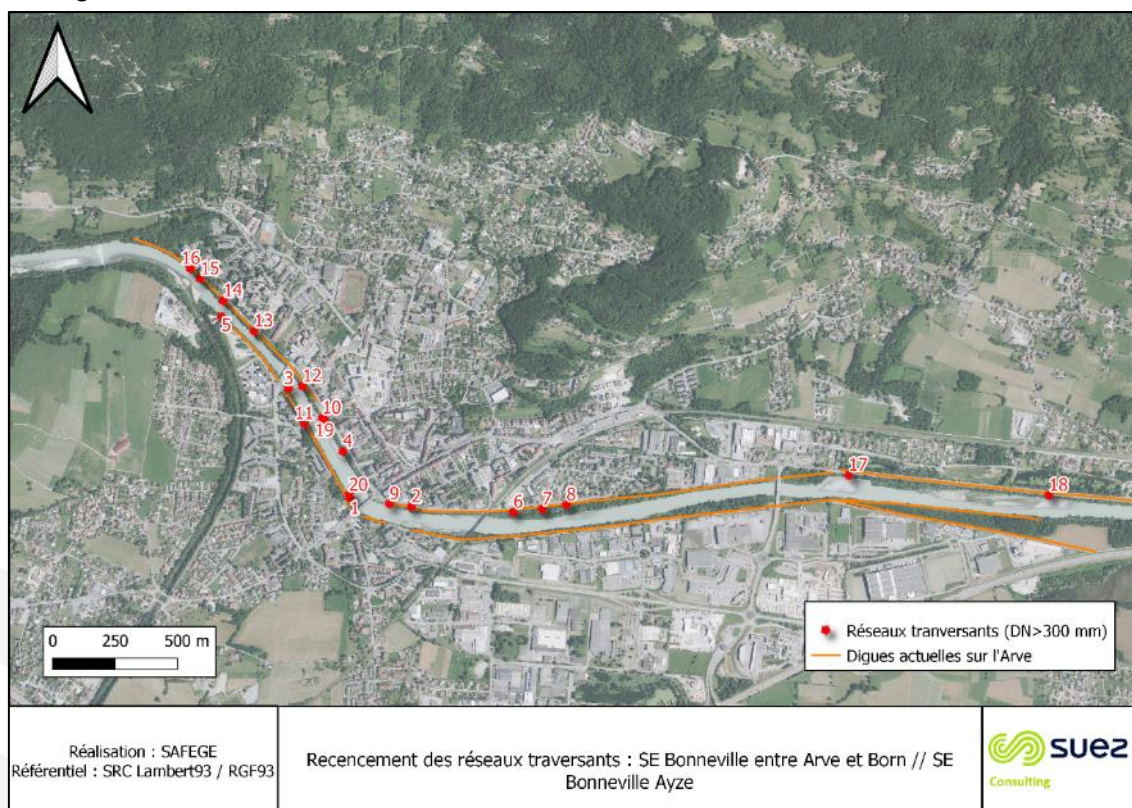 16
15
14
5
13
3
12
10
11
19
4
20
1
9
2
6
7
8
17
18
0 250 500 m
Réseaux tranversants (DN>300 mm)
Digues actuelles sur l'Arve
Réalisation : SAFEGE
Référentiel : SRC Lambert93 / RGF93
Recencement des réseaux traversants : SE Bonneville entre Arve et Born // SE
Bonneville Ayze
suez
Consulting